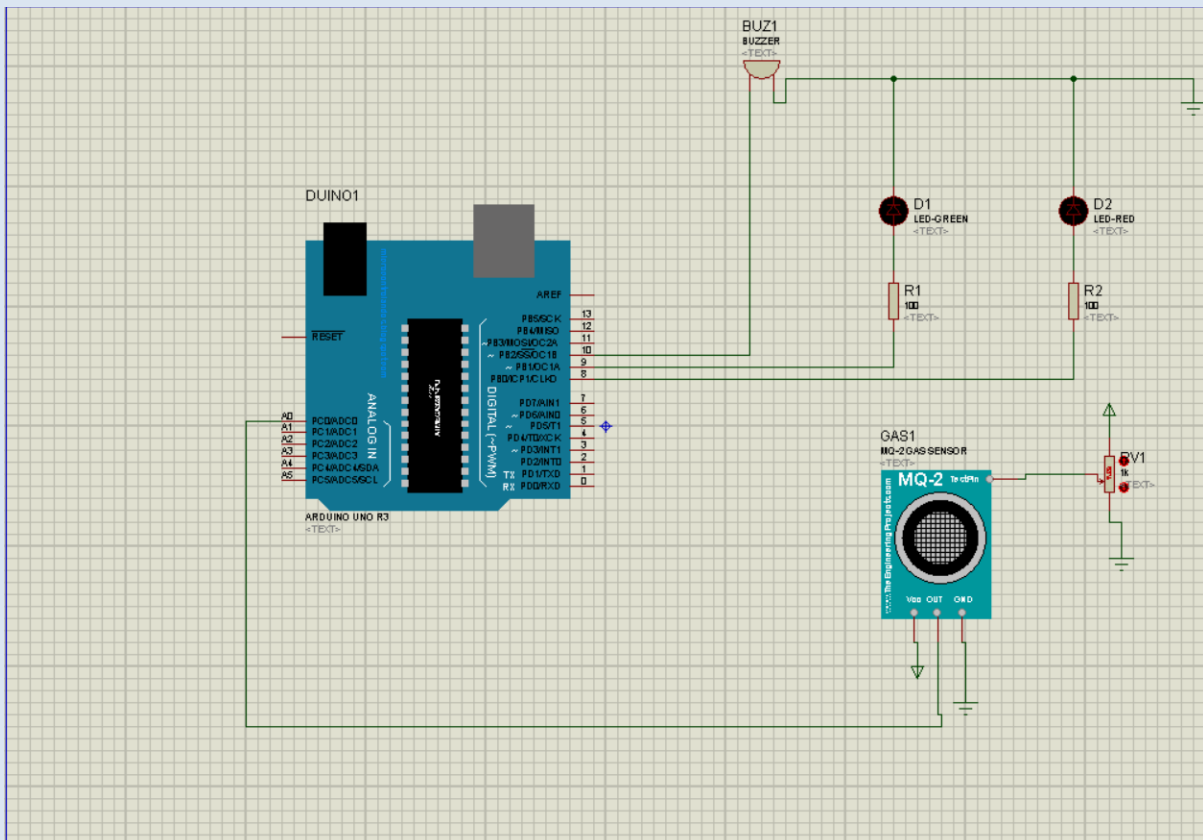 BUZ1
BUZZER
<TEXT>
DUINO1
D1
LED-GREEN
<TEXT>
D2
LED-RED
<TEXT>
R1
100
<TEXT>
R2
100
<TEXT>
AREF
PB5/SCK 13
PB4/MISO 12
~PB3/MOSI/OC2A 11
~ PB2/SS/OC1B 10
~ PB1/OC1A 9
PB0/ICP1/CLKO 8
RESET
PD7/AIN1 7
~ PD6/AIN0 6
~ PD5/T1 5
PD4/T0/XCK 4
~ PD3/INT1 3
PD2/INT0 2
TX PD1/TXD 1
RX PD0/RXD 0
DIGITAL (~PWM)
ANALOG IN
A0 PC0/ADC0
A1 PC1/ADC1
A2 PC2/ADC2
A3 PC3/ADC3
A4 PC4/ADC4/SDA
A5 PC5/ADC5/SCL
ARDUINO UNO R3
<TEXT>
GAS1
MQ-2 GAS SENSOR
<TEXT>
MQ-2 TestPin
Vcc OUT GND
RV1
1k
<TEXT>